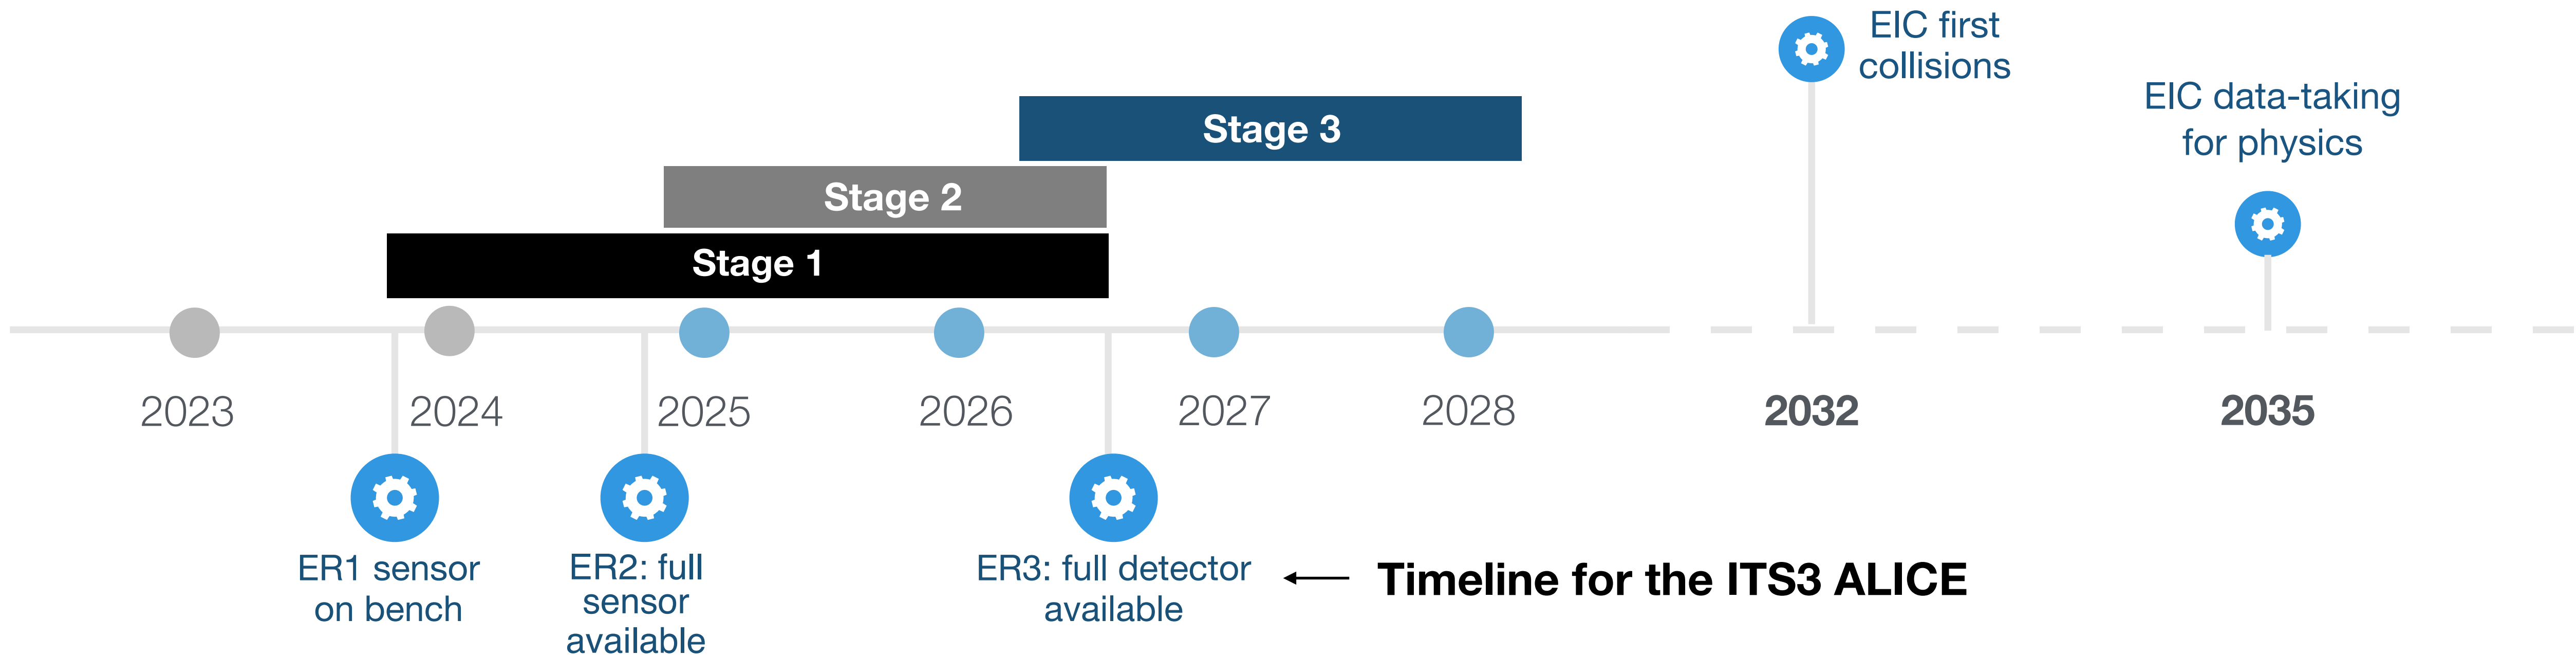 EIC first
collisions
EIC data-taking
for physics
Stage 3
Stage 2
Stage 1
2023
2024
2025
2026
2027
2028
2032
2035
ER1 sensor
on bench
ER2: full
sensor
available
ER3: full detector
available
Timeline for the ITS3 ALICE